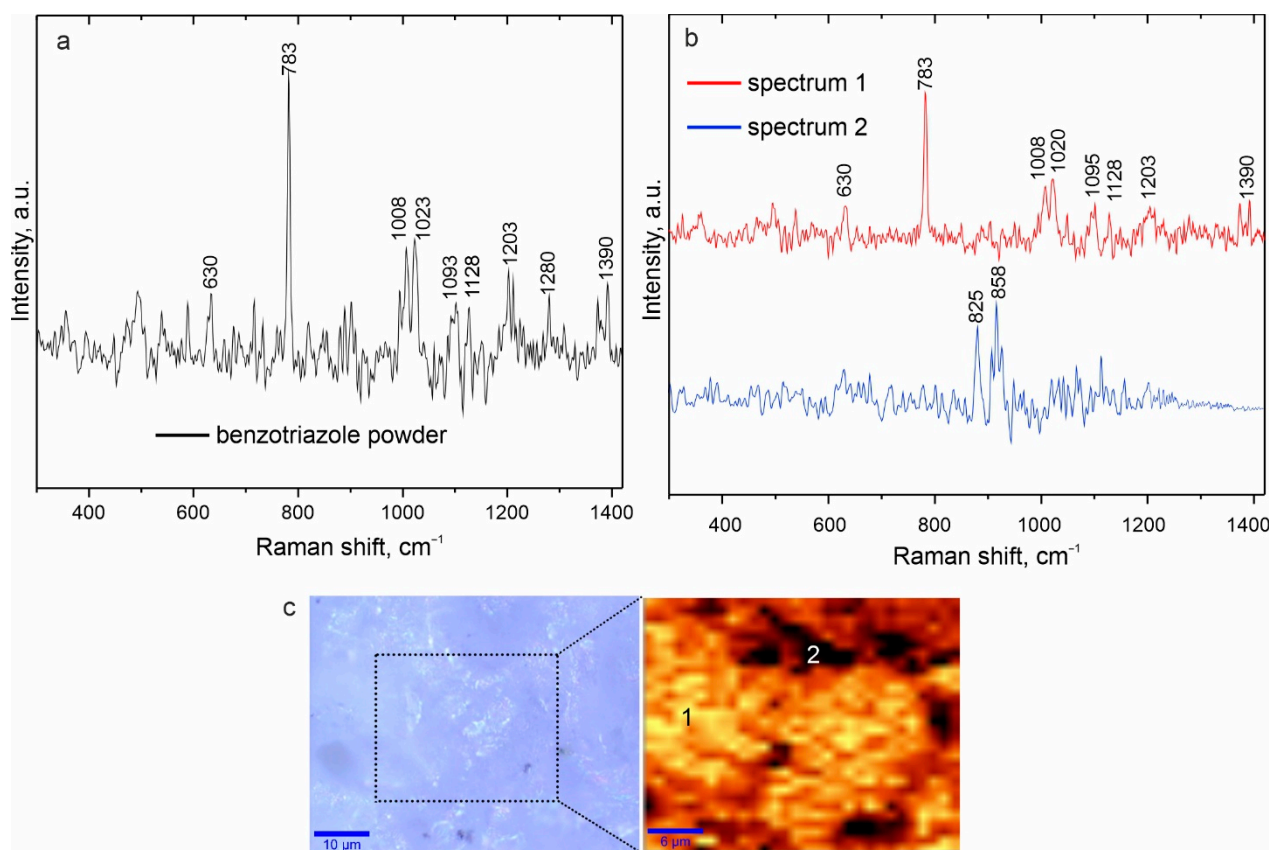 a
783
630
1008
1023
1093
1128
1203
1280
1390
Intensity, a.u.
benzotriazole powder
400 600 800 1000 1200 1400
Raman shift, cm⁻¹
b
spectrum 1
spectrum 2
783
630
1008
1020
1095
1128
1203
1390
825
858
Intensity, a.u.
400 600 800 1000 1200 1400
Raman shift, cm⁻¹
c
10 µm
1
2
6 µm